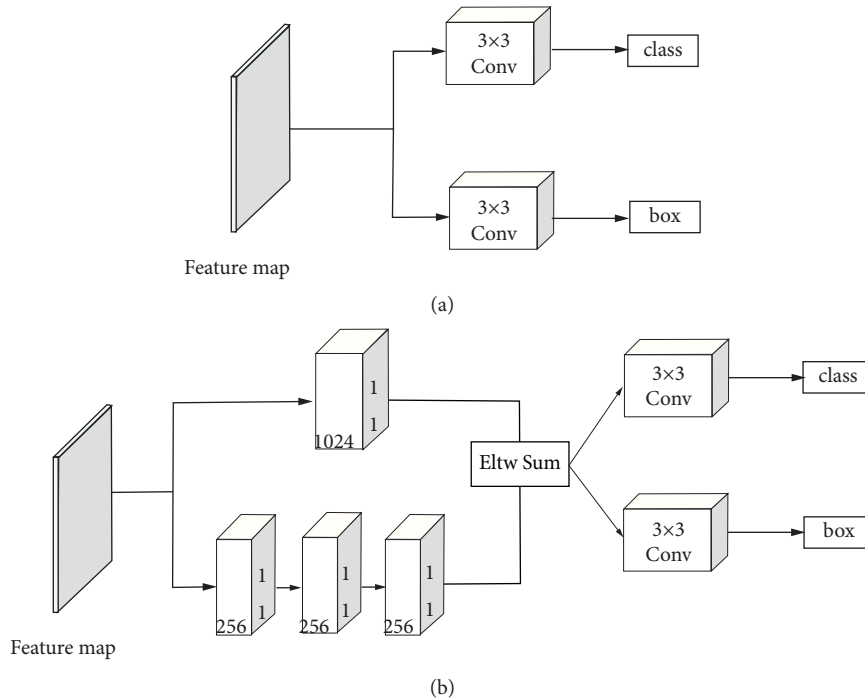 3×3
Conv
class
3×3
Conv
box
Feature map
(a)
1
1
1024
3×3
Conv
class
Eltw Sum
3×3
Conv
box
1
1
256
1
1
256
1
1
256
Feature map
(b)